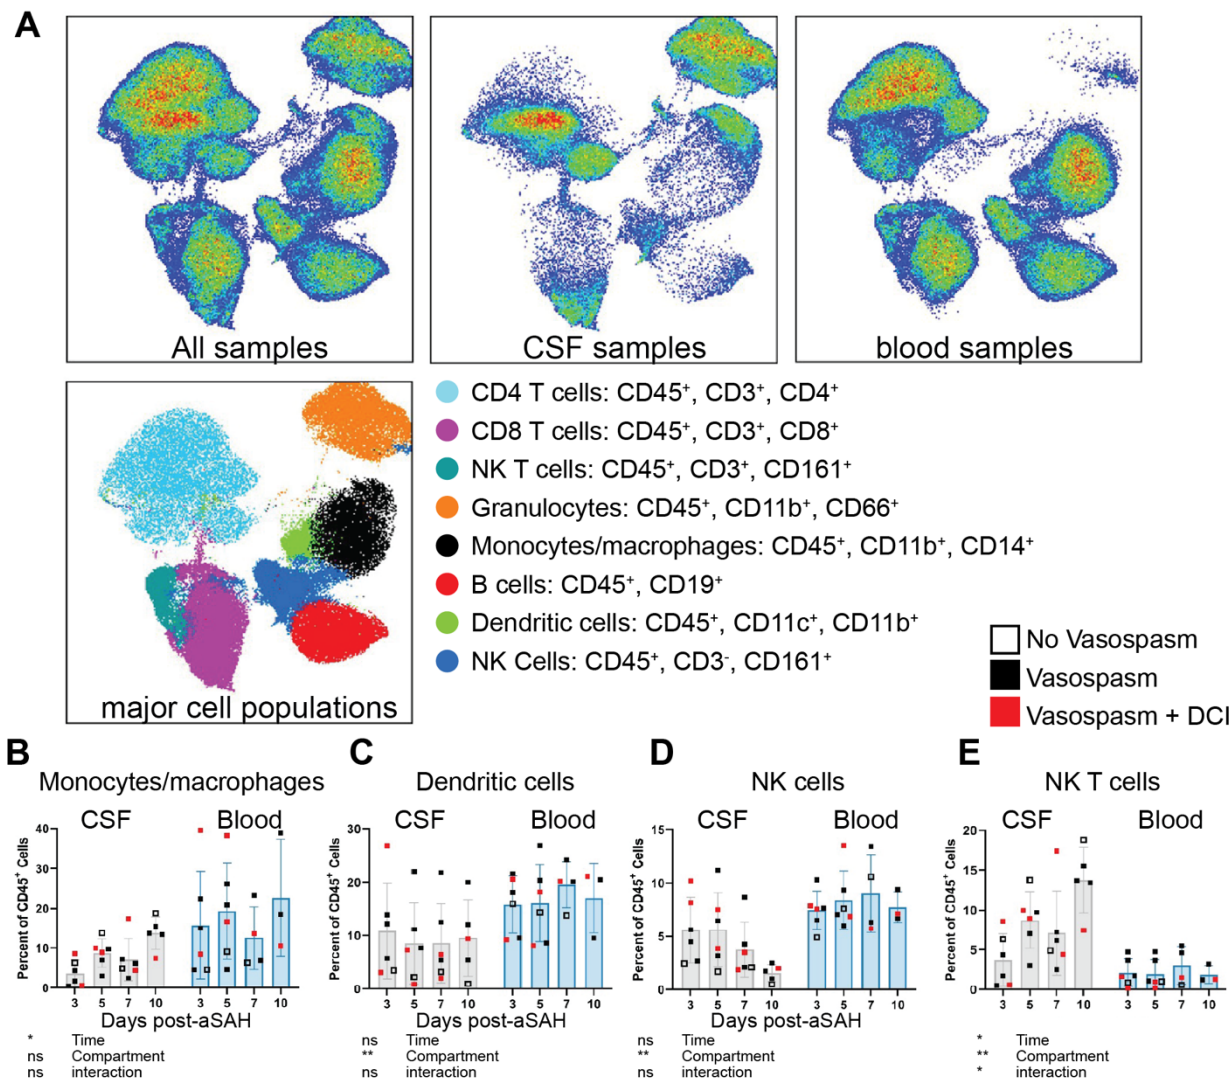 A
All samples
CSF samples
blood samples
CD4 T cells: CD45⁺, CD3⁺, CD4⁺
CD8 T cells: CD45⁺, CD3⁺, CD8⁺
NK T cells: CD45⁺, CD3⁺, CD161⁺
Granulocytes: CD45⁺, CD11b⁺, CD66⁺
Monocytes/macrophages: CD45⁺, CD11b⁺, CD14⁺
B cells: CD45⁺, CD19⁺
Dendritic cells: CD45⁺, CD11c⁺, CD11b⁺
NK Cells: CD45⁺, CD3⁻, CD161⁺
major cell populations
No Vasospasm
Vasospasm
Vasospasm + DCI
B
Monocytes/macrophages
CSF
Blood
Percent of CD45⁺ Cells
40
30
20
10
0
3 5 7 10 3 5 7 10
Days post-aSAH
* Time
ns Compartment
ns interaction
C
Dendritic cells
CSF
Blood
Percent of CD45⁺ Cells
30
20
10
0
3 5 7 10 3 5 7 10
ns Time
** Compartment
ns interaction
D
NK cells
CSF
Blood
Percent of CD45⁺ Cells
15
10
5
0
3 5 7 10 3 5 7 10
Days post-aSAH
ns Time
** Compartment
ns interaction
E
NK T cells
CSF
Blood
Percent of CD45⁺ Cells
20
15
10
5
0
3 5 7 10 3 5 7 10
* Time
** Compartment
* interaction